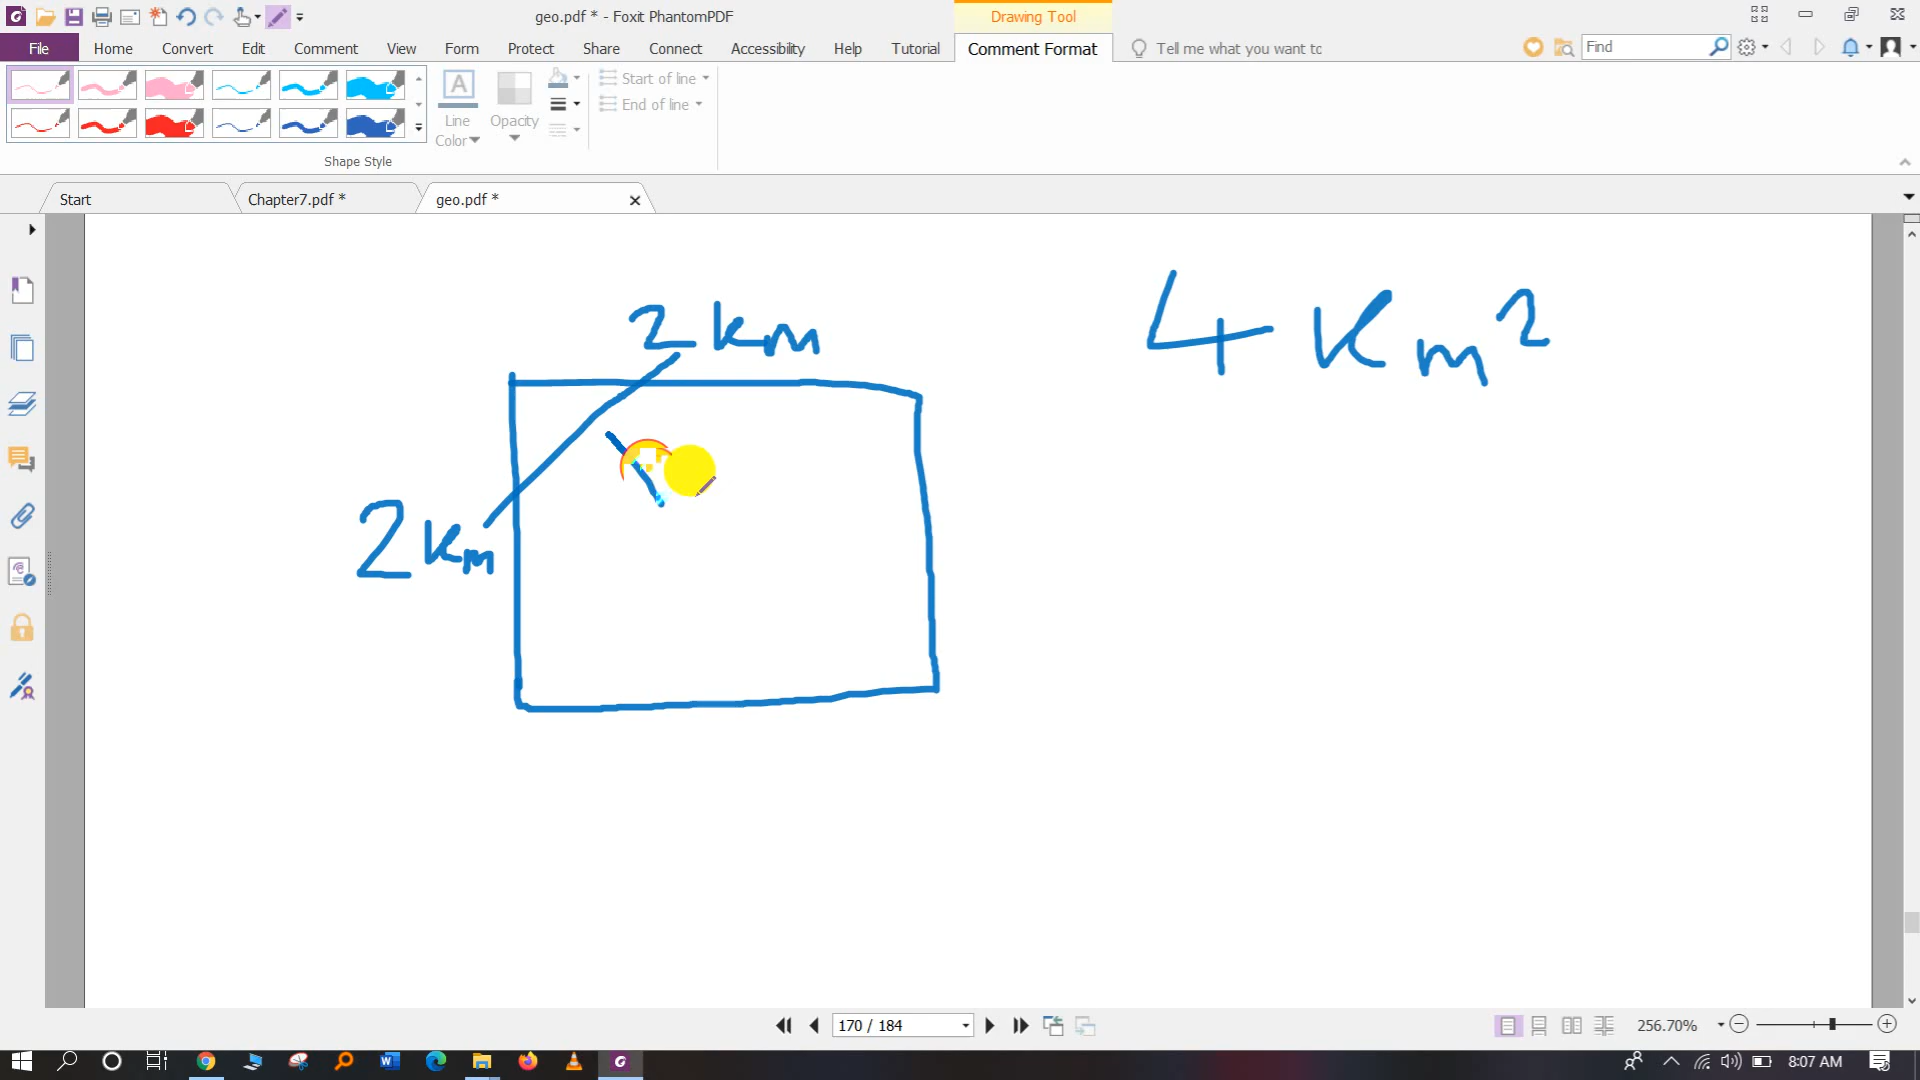 geo.pdf * - Foxit PhantomPDF
Drawing Tool
File Home Convert Edit Comment View Form Protect Share Connect Accessibility Help Tutorial Comment Format Tell me what you want to Find
A
Line Color
Opacity
Start of line
End of line
Shape Style
Start Chapter7.pdf * geo.pdf *
2 km
4 Km²
2 km
170 / 184
256.70%
8:07 AM